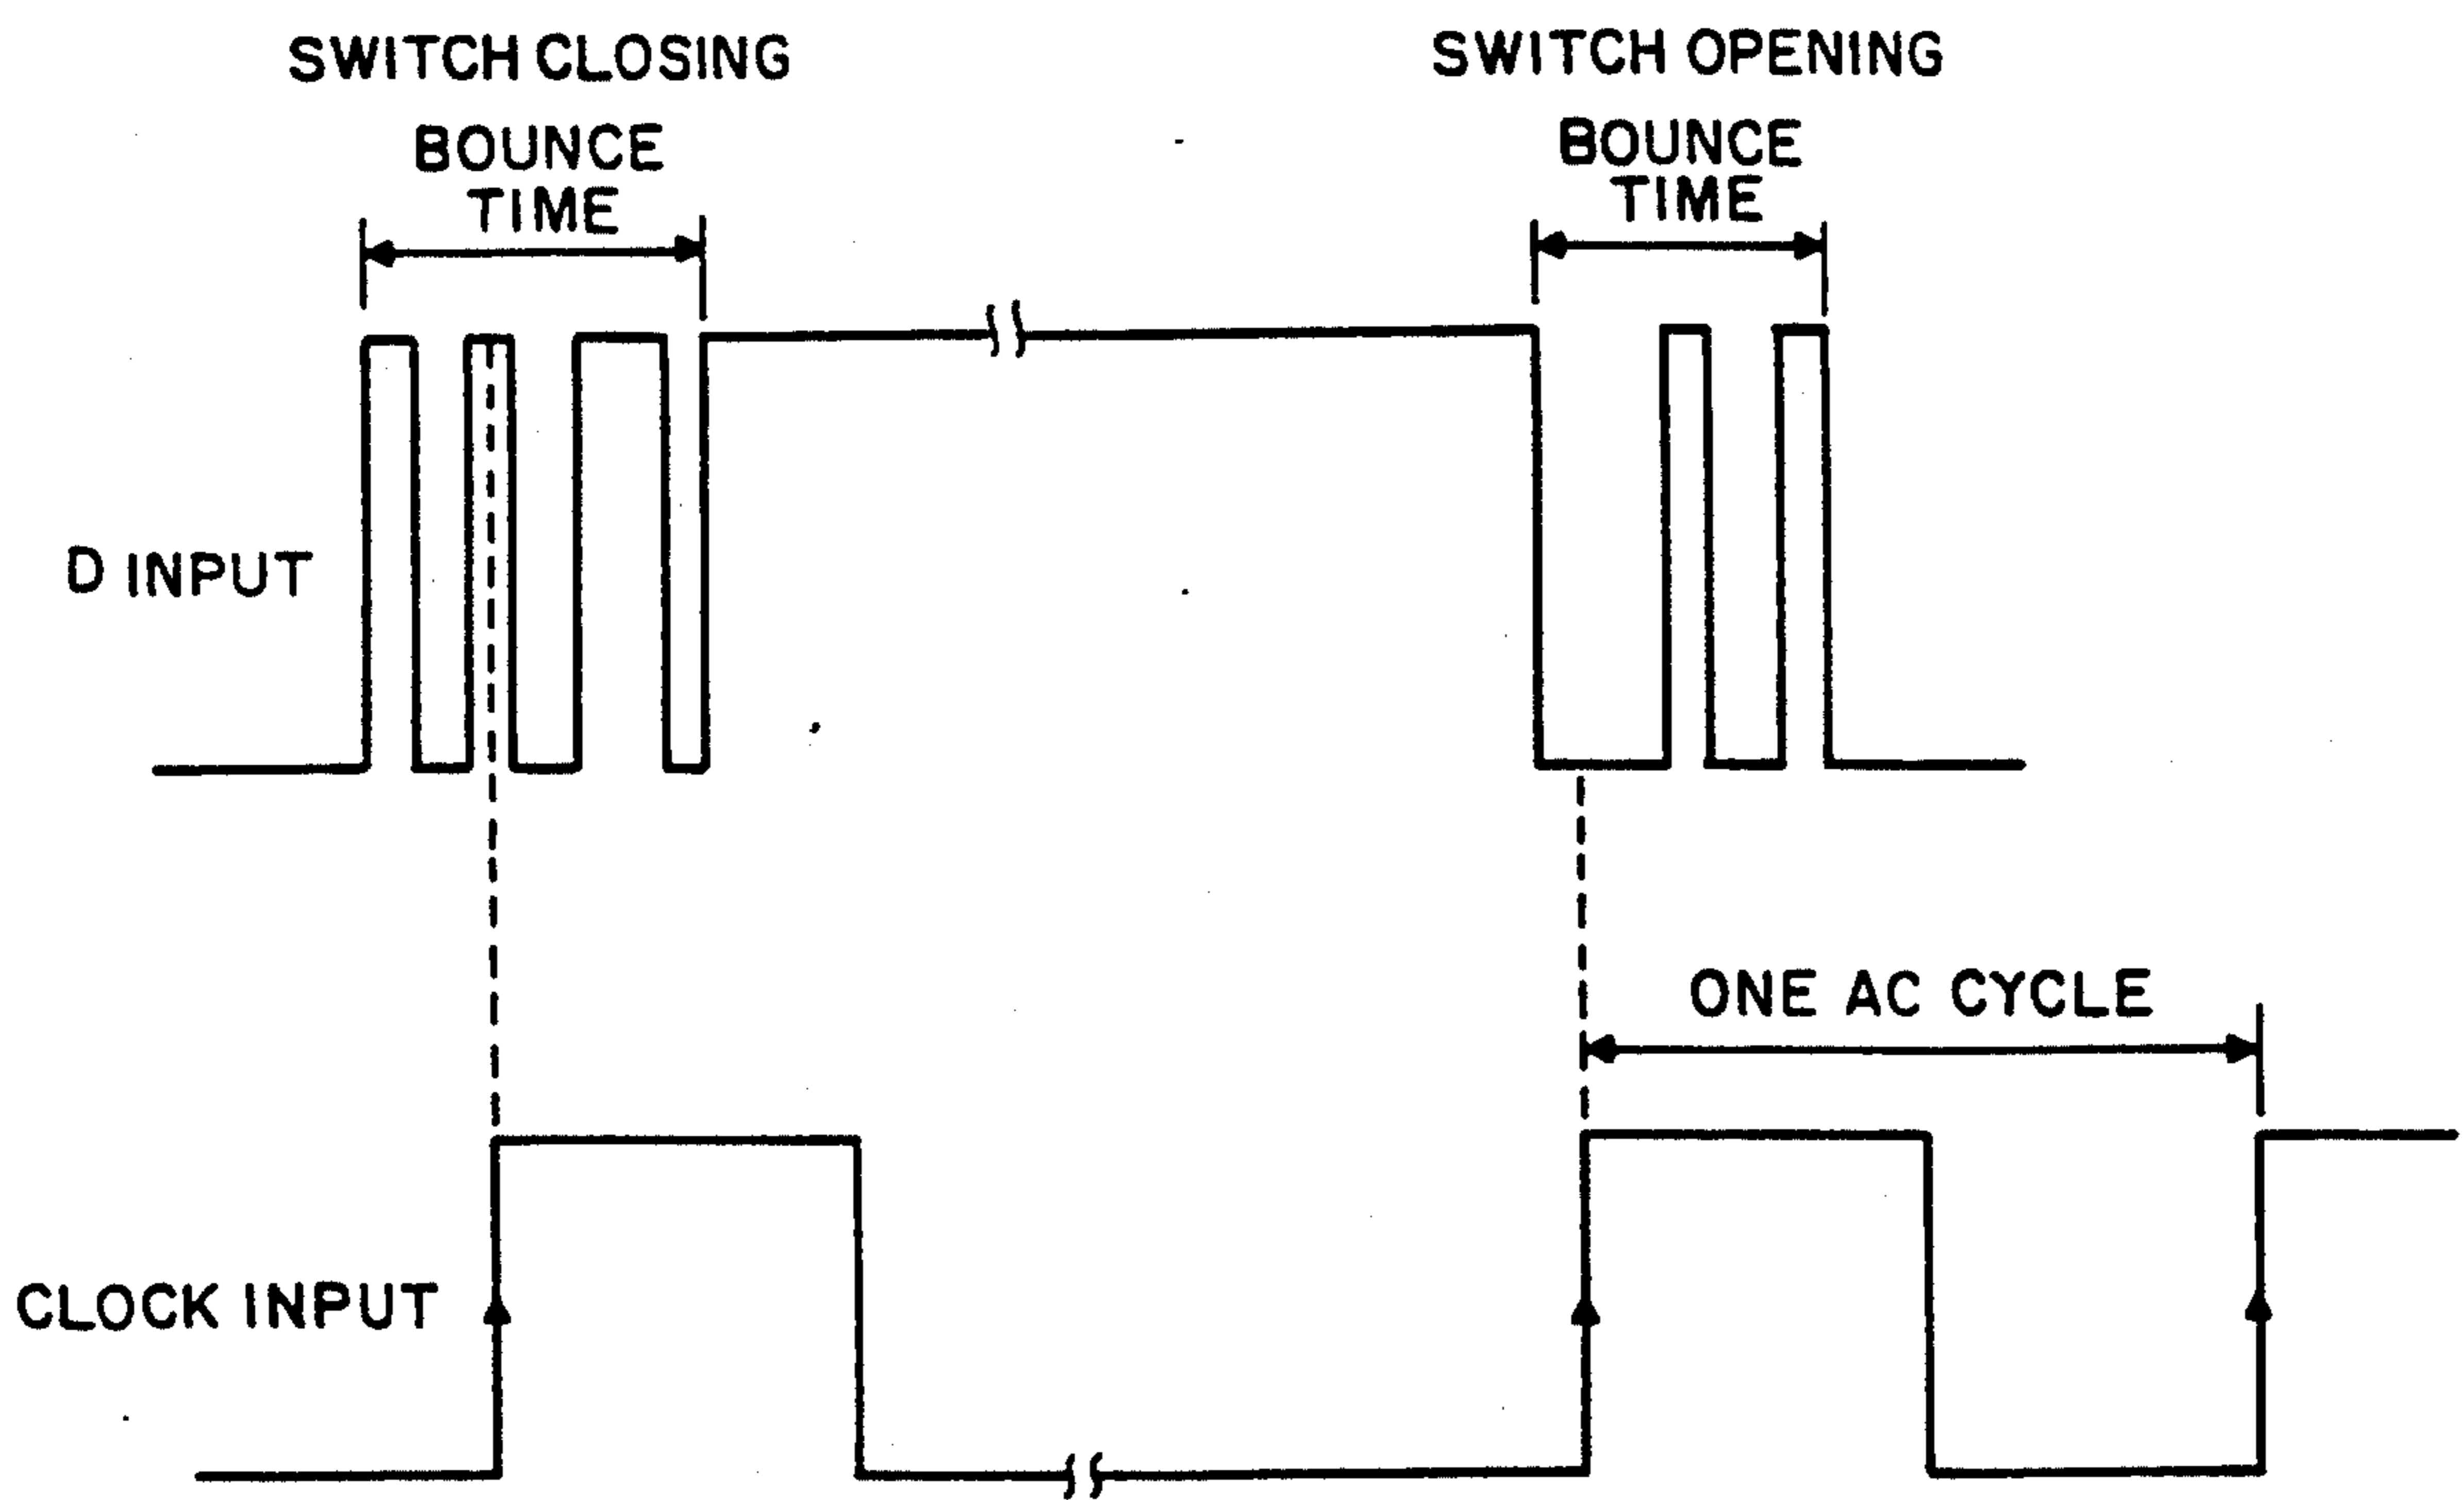 SWITCH CLOSING
BOUNCE
TIME
SWITCH OPENING
BOUNCE
TIME
D INPUT
ONE AC CYCLE
CLOCK INPUT